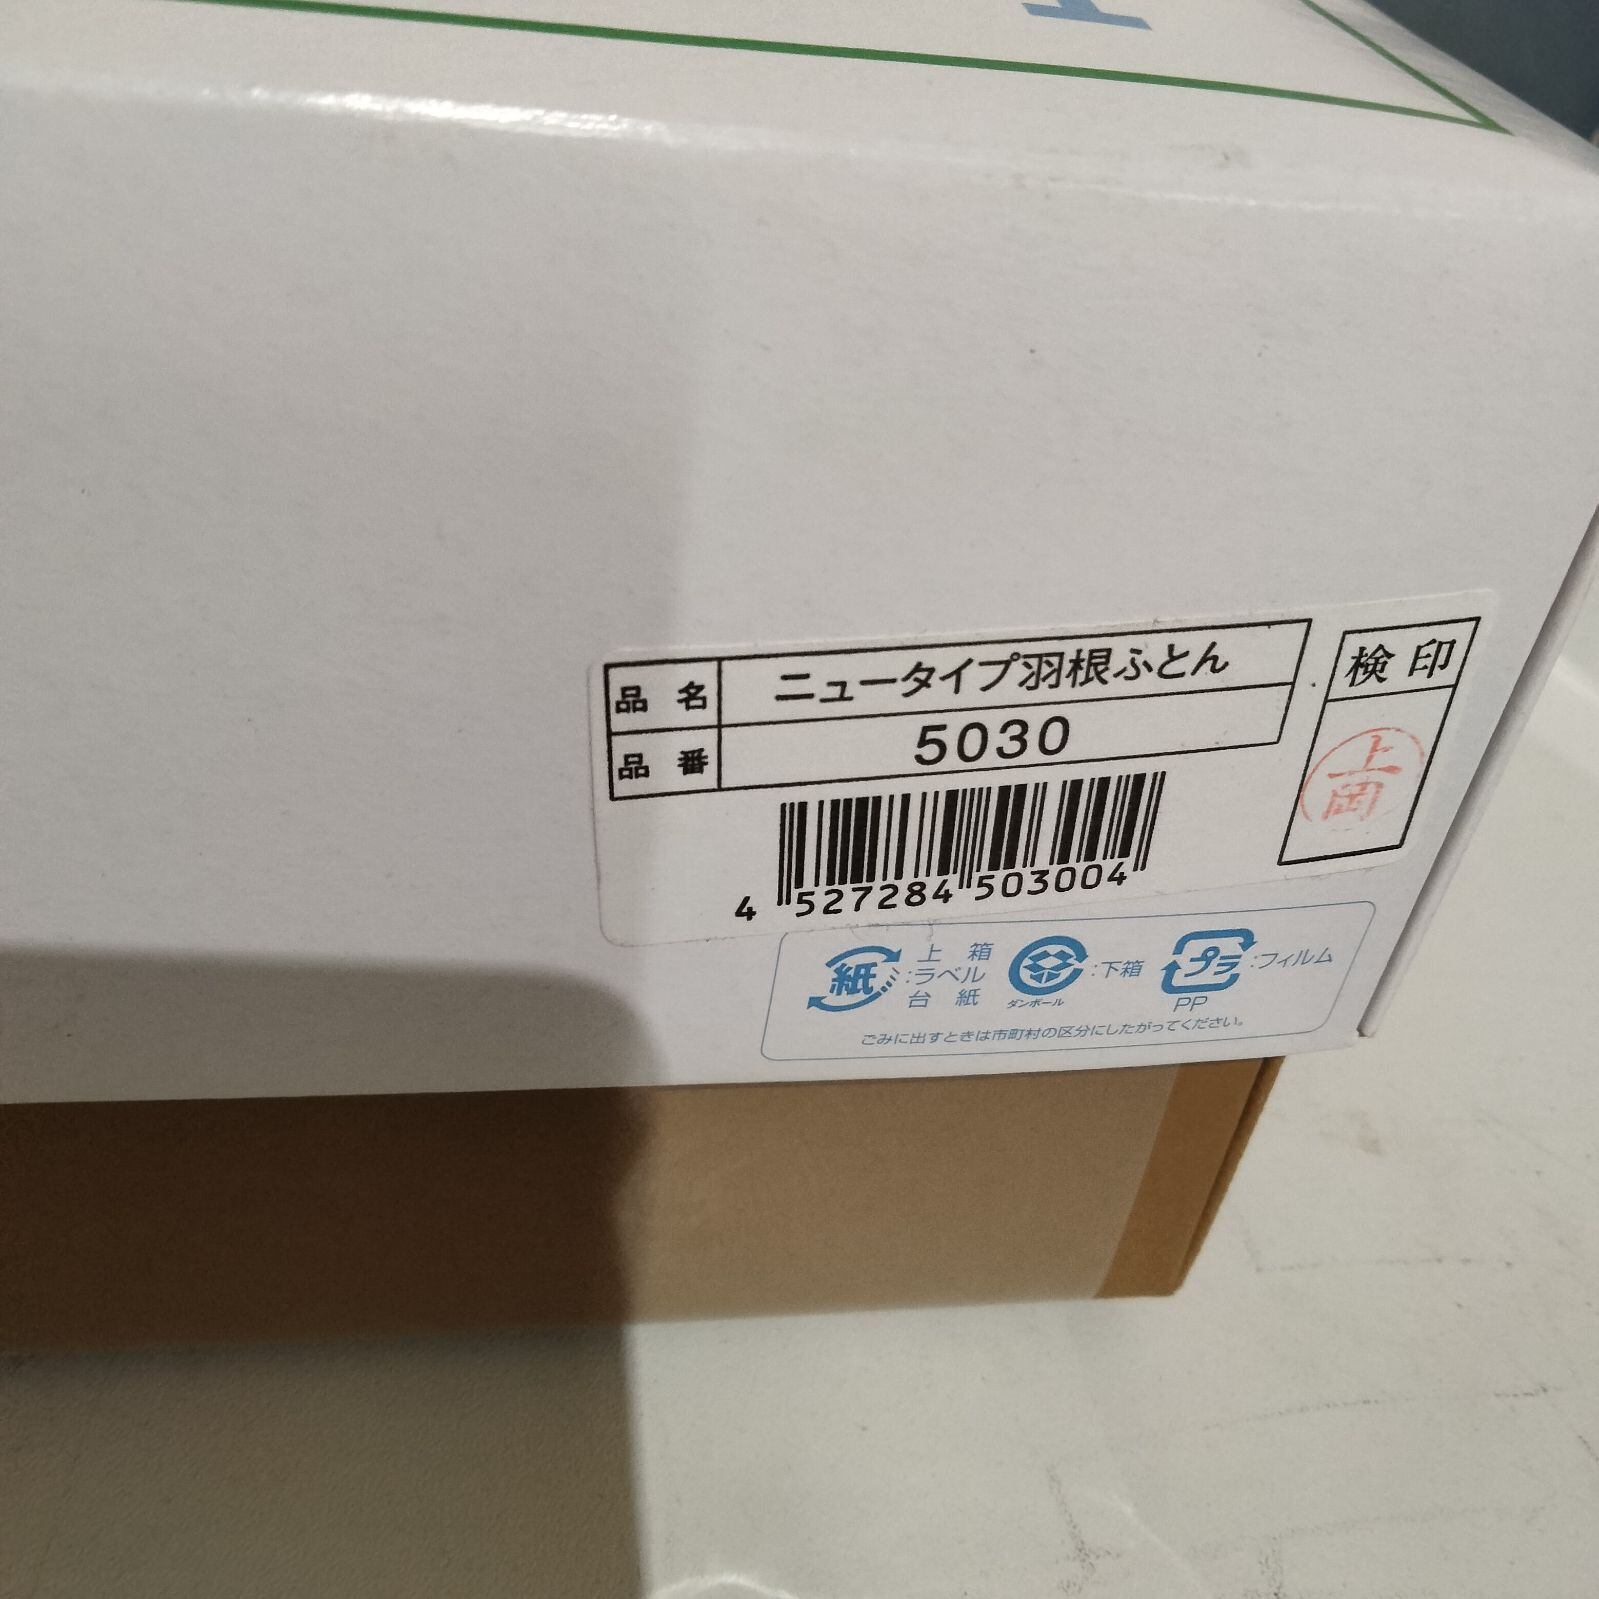 品名 ニュータイプ羽根ふとん
品番 5030
検印
上岡
4 527284 503004
紙 : 上箱 ラベル 台紙
ダンボール : 下箱
プラ : フィルム
PP
ごみに出すときは市町村の区分にしたがってください。